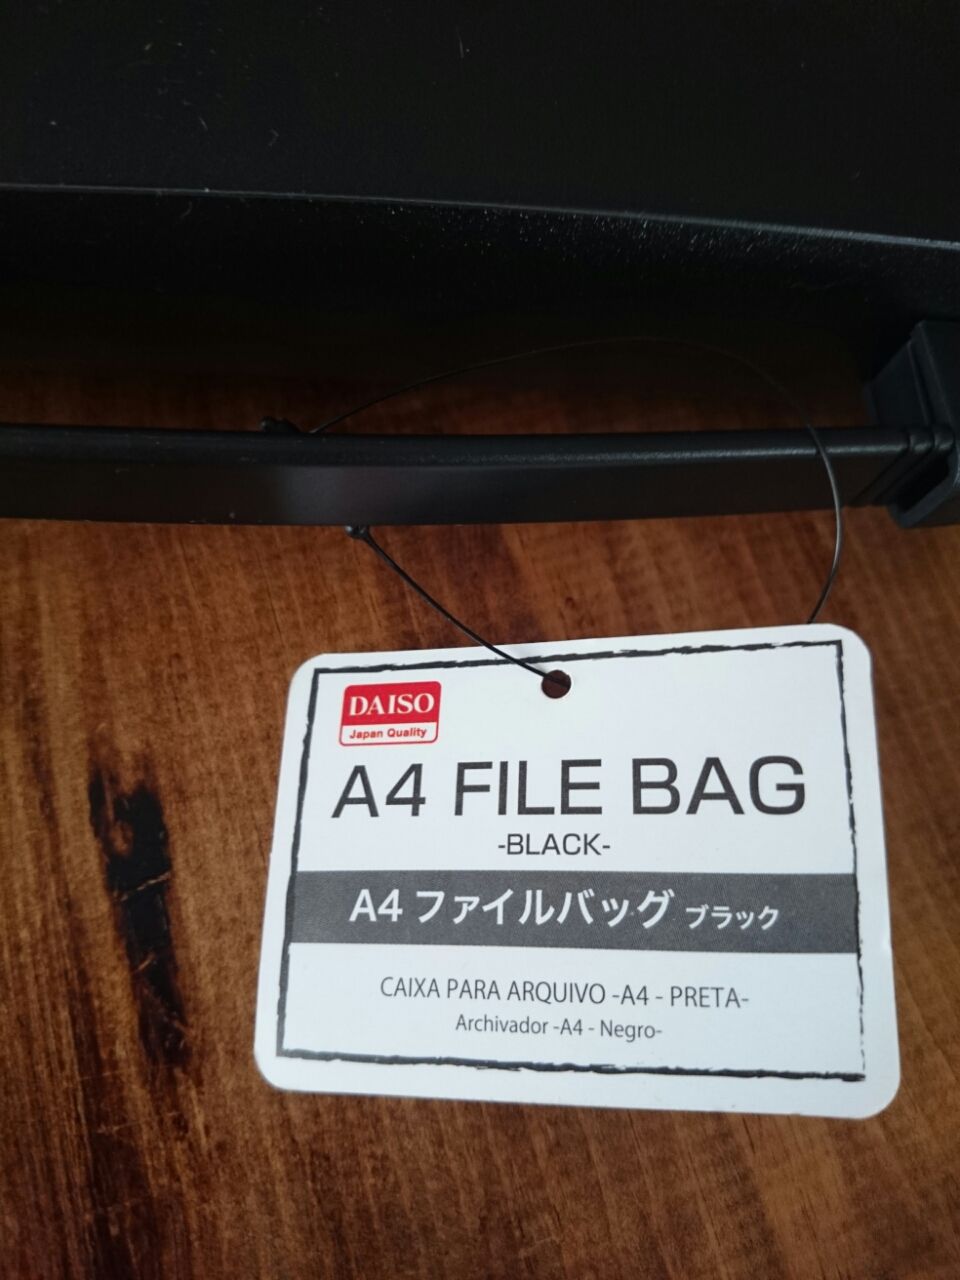 DAISO
Japan Quality
A4 FILE BAG
-BLACK-
A4 ファイルバッグ ブラック
CAIXA PARA ARQUIVO -A4 - PRETA-
Archivador -A4 - Negro-